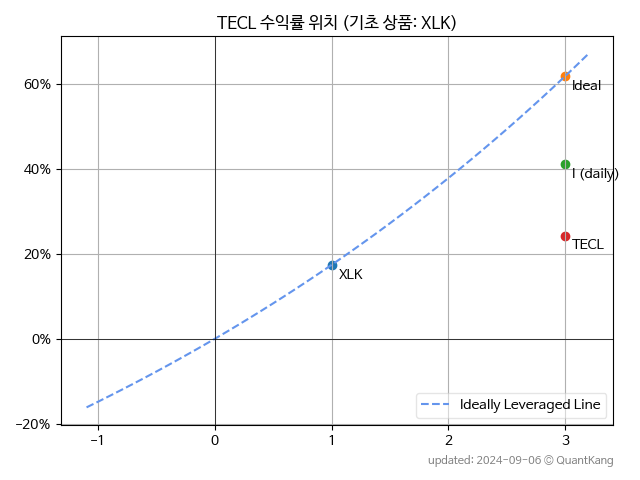 TECL 수익률 위치 (기초 상품: XLK)
60%
40%
20%
0%
−20%
Ideal
I (daily)
TECL
XLK
Ideally Leveraged Line
−1 0 1 2 3
updated: 2024-09-06 © QuantKang